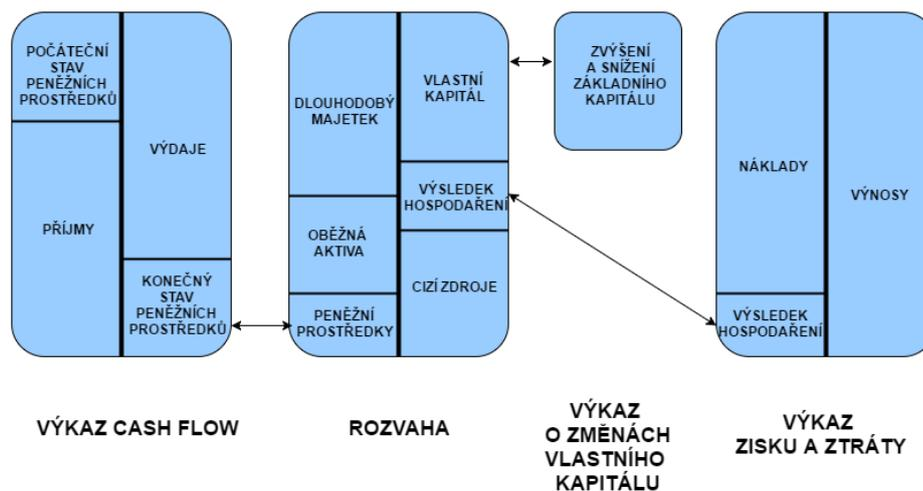 POČÁTEČNÍ
STAV
PENĚŽNÍCH
PROSTŘEDKŮ
PŘÍJMY
VÝDAJE
KONEČNÝ
STAV
PENĚŽNÍCH
PROSTŘEDKŮ
DLOUHODOBÝ
MAJETEK
OBĚŽNÁ
AKTIVA
PENĚŽNÍ
PROSTŘEDKY
VLASTNÍ
KAPITÁL
VÝSLEDEK
HOSPODAŘENÍ
CIZÍ ZDROJE
ZVÝŠENÍ
A SNÍŽENÍ
ZÁKLADNÍHO
KAPITÁLU
NÁKLADY
VÝSLEDEK
HOSPODAŘENÍ
VÝNOSY
VÝKAZ CASH FLOW
ROZVAHA
VÝKAZ
O ZMĚNÁCH
VLASTNÍHO
KAPITÁLU
VÝKAZ
ZISKU A ZTRÁTY